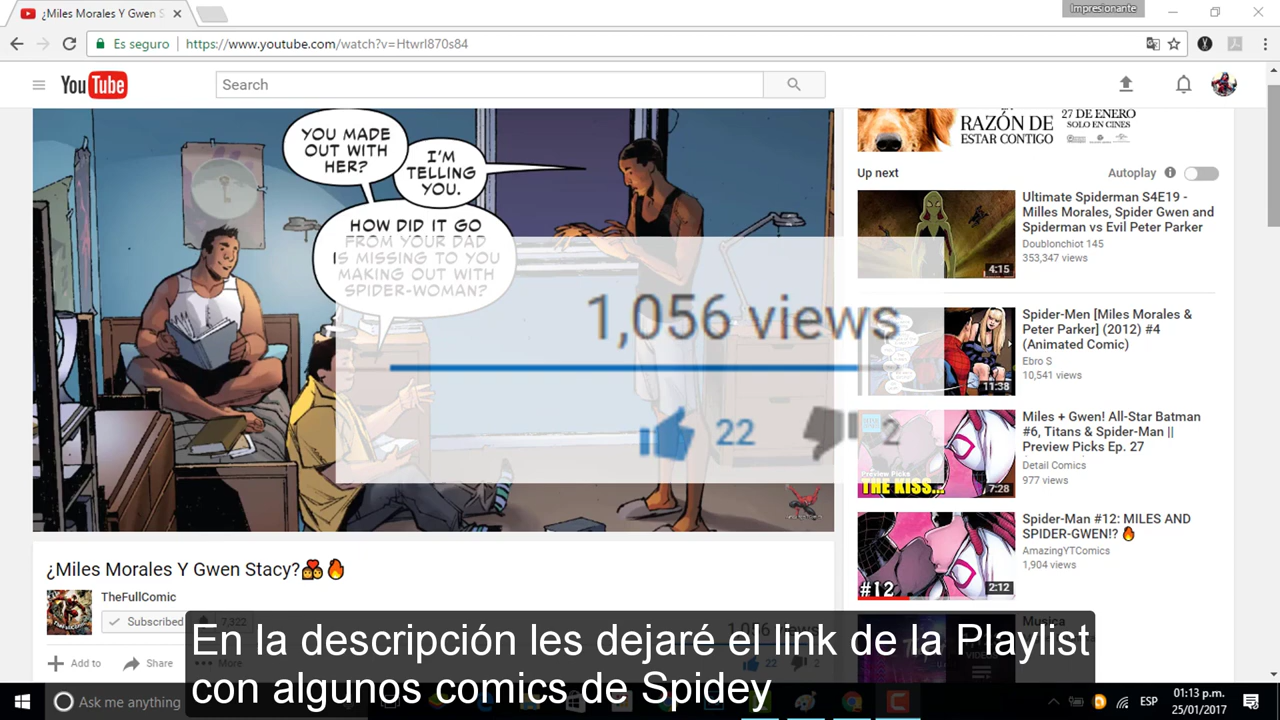 ¿Miles Morales Y Gwen S
Impresionante
Es seguro
https://www.youtube.com/watch?v=Htwrl870s84
YouTube
Search
YOU MADE
OUT WITH
HER?
I'M
TELLING
YOU.
HOW DID IT GO
FROM YOUR DAD
IS MISSING TO YOU
MAKING OUT WITH
SPIDER-WOMAN?
1,056 views
22
2
¿Miles Morales Y Gwen Stacy?
TheFullComic
Subscribed
7,322
Add to
Share
More
22
2
27 DE ENERO
RAZÓN DE
SOLO EN CINES
ESTAR CONTIGO
Up next
Autoplay
Ultimate Spiderman S4E19 -
Milles Morales, Spider Gwen and
Spiderman vs Evil Peter Parker
Doublonchiot 145
353,347 views
4:15
Spider-Men [Miles Morales &
Peter Parker] (2012) #4
(Animated Comic)
Ebro S
10,541 views
11:38
Miles + Gwen! All-Star Batman
#6, Titans & Spider-Man ||
Preview Picks Ep. 27
Detail Comics
977 views
Preview Picks
THE KISS...
7:28
Spider-Man #12: MILES AND
SPIDER-GWEN!?
AmazingYTComics
1,904 views
#12
2:12
Musica
En la descripción les dejaré el link de la Playlist
con algunos comics de Spidey
Ask me anything
ESP
01:13 p.m.
25/01/2017